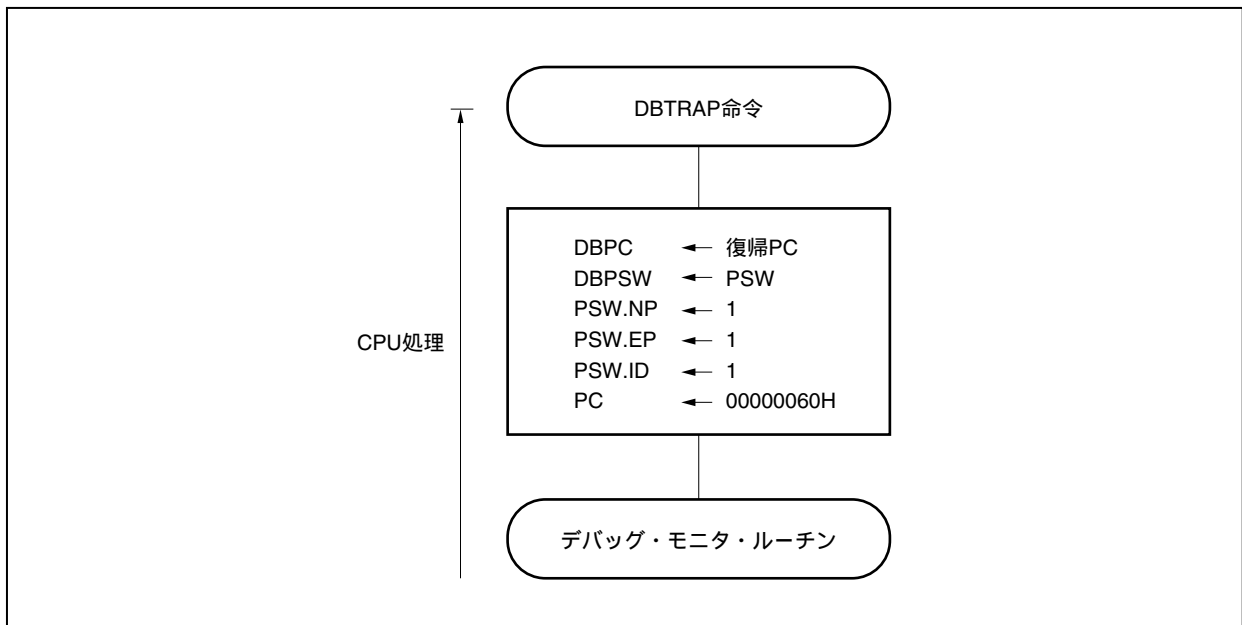 DBTRAP命令
DBPC ← 復帰PC
DBPSW ← PSW
PSW.NP ← 1
PSW.EP ← 1
PSW.ID ← 1
PC ← 00000060H
CPU処理
デバッグ・モニタ・ルーチン